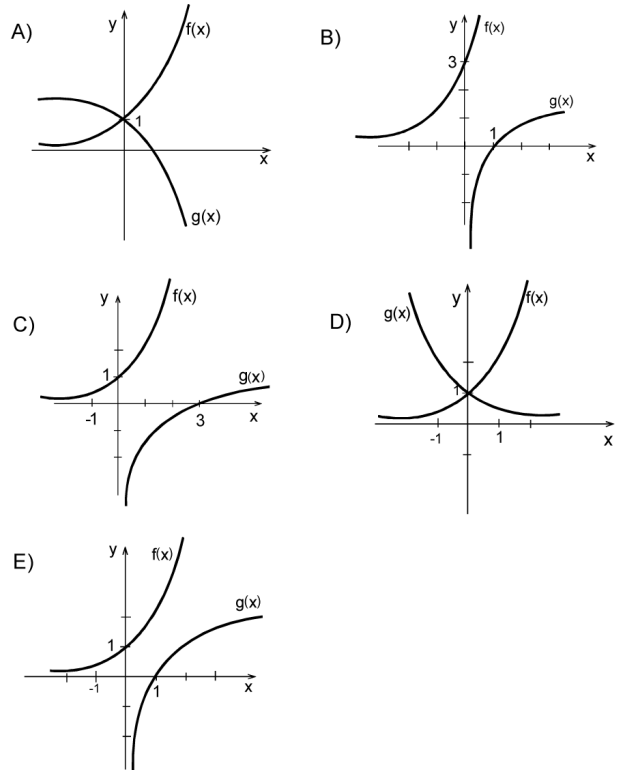 A)
y
f(x)
1
x
g(x)
B)
y
f(x)
3
g(x)
1
x
C)
y
f(x)
1
g(x)
-1
3
x
D)
y
g(x)
f(x)
1
-1
1
x
E)
y
f(x)
g(x)
1
-1
1
x